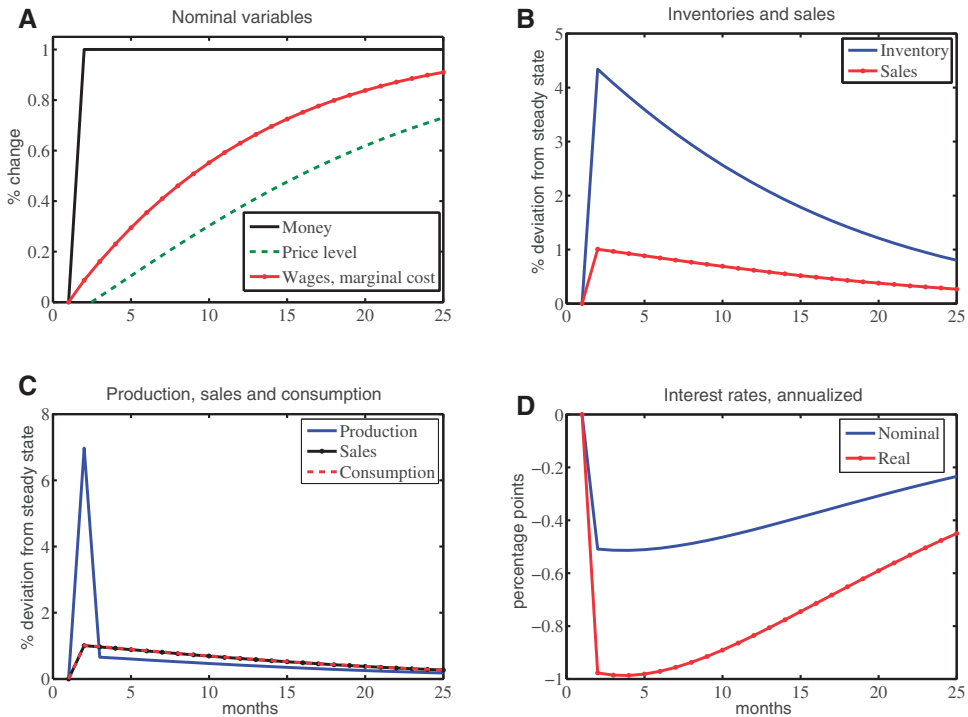 A
Nominal variables
% change
1
0.8
0.6
0.4
0.2
0
0 5 10 15 20 25
Money
Price level
Wages, marginal cost
B
Inventories and sales
% deviation from steady state
5
4
3
2
1
0
0 5 10 15 20 25
Inventory
Sales
C
Production, sales and consumption
% deviation from steady state
8
6
4
2
0
0 5 10 15 20 25
months
Production
Sales
Consumption
D
Interest rates, annualized
percentage points
0
−0.2
−0.4
−0.6
−0.8
−1
0 5 10 15 20 25
months
Nominal
Real